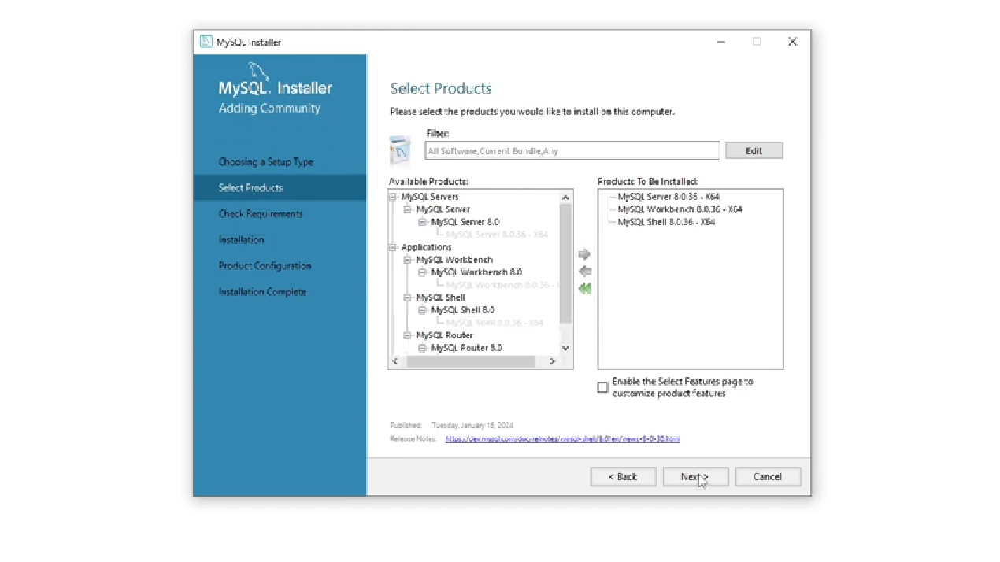 MySQL Installer
MySQL. Installer
Adding Community
Choosing a Setup Type
Select Products
Check Requirements
Installation
Product Configuration
Installation Complete
Select Products
Please select the products you would like to install on this computer.
Filter:
All Software,Current Bundle,Any
Edit
Available Products:
MySQL Servers
MySQL Server
MySQL Server 8.0
MySQL Server 8.0.36 - X64
Applications
MySQL Workbench
MySQL Workbench 8.0
MySQL Workbench 8.0.36 -
MySQL Shell
MySQL Shell 8.0
MySQL Shell 8.0.36 - X64
MySQL Router
MySQL Router 8.0
Products To Be Installed:
MySQL Server 8.0.36 - X64
MySQL Workbench 8.0.36 - X64
MySQL Shell 8.0.36 - X64
Enable the Select Features page to
customize product features
Published: Tuesday, January 16, 2024
Release Notes: https://dev.mysql.com/doc/relnotes/mysql-shell/8.0/en/news-8-0-36.html
< Back
Next >
Cancel